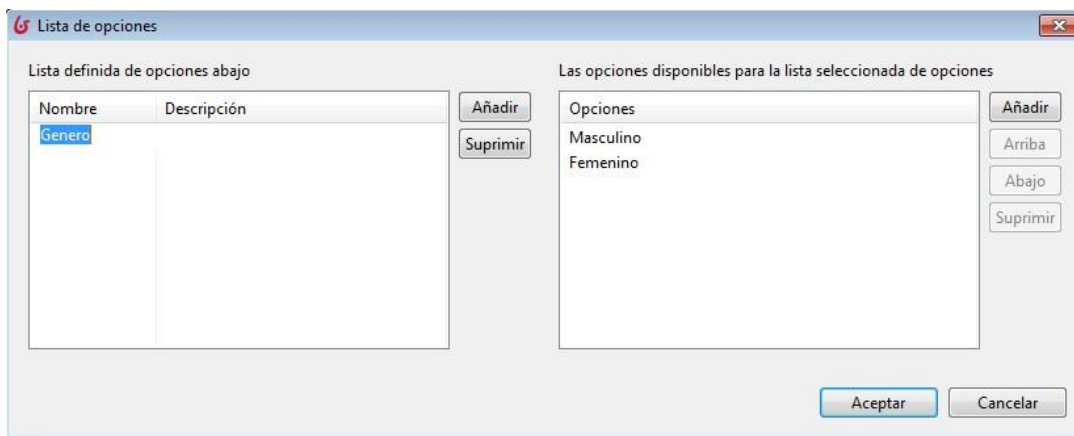 Lista de opciones
Lista definida de opciones abajo
Nombre Descripción
Genero
Añadir
Suprimir
Las opciones disponibles para la lista seleccionada de opciones
Opciones
Masculino
Femenino
Añadir
Arriba
Abajo
Suprimir
Aceptar Cancelar